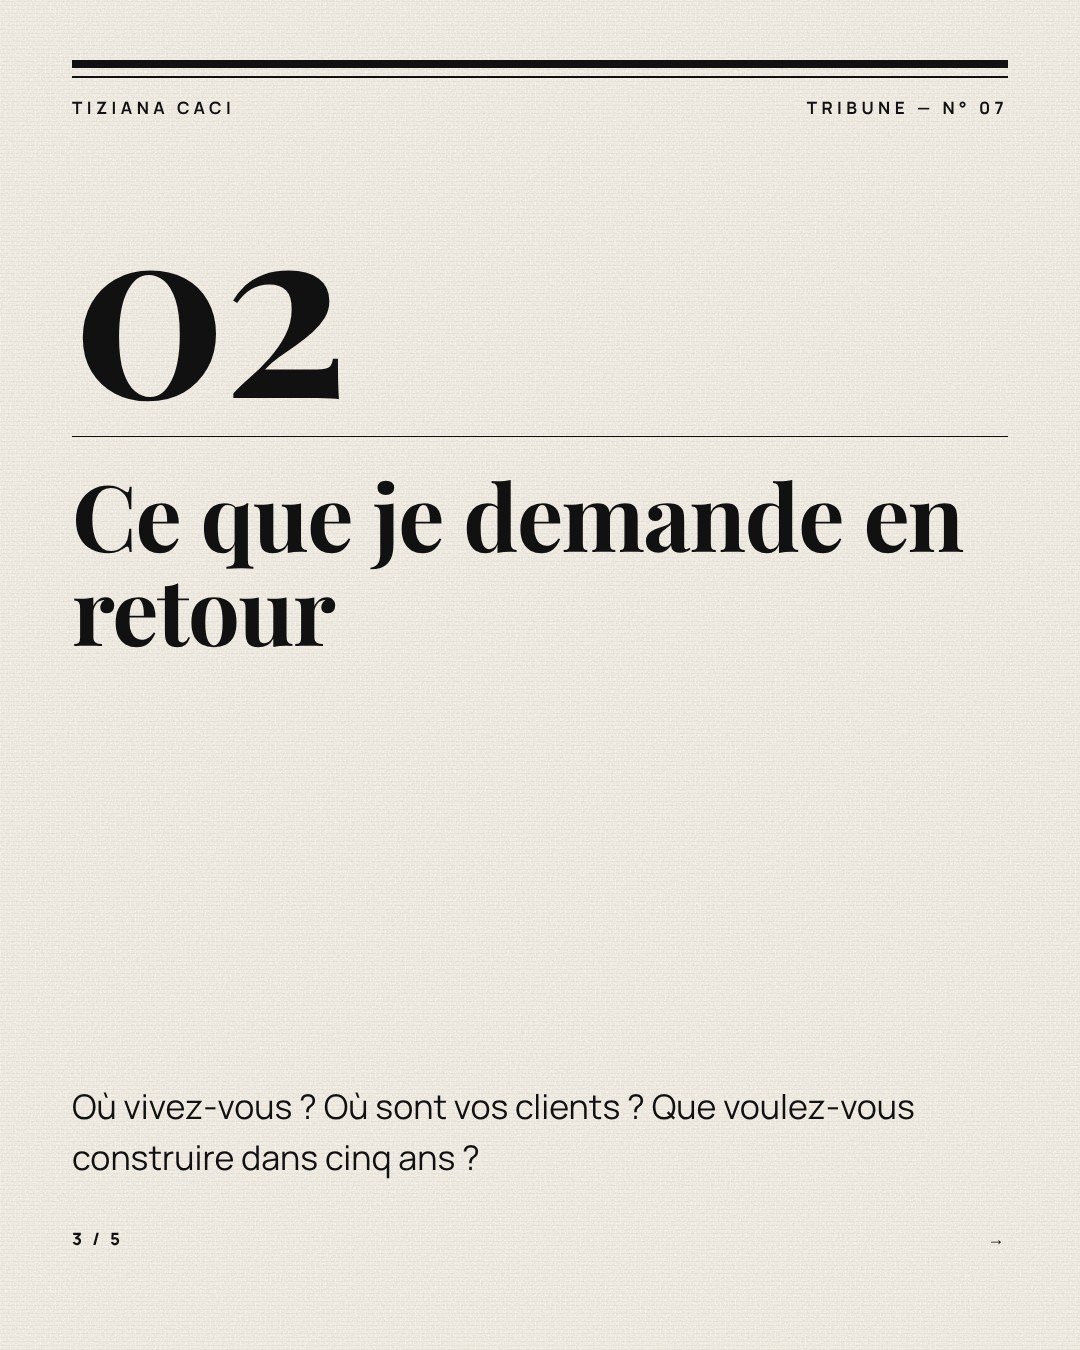 TIZIANA CACI
TRIBUNE — N° 07
02
Ce que je demande en
retour
Où vivez-vous ? Où sont vos clients ? Que voulez-vous
construire dans cinq ans ?
3 / 5
→